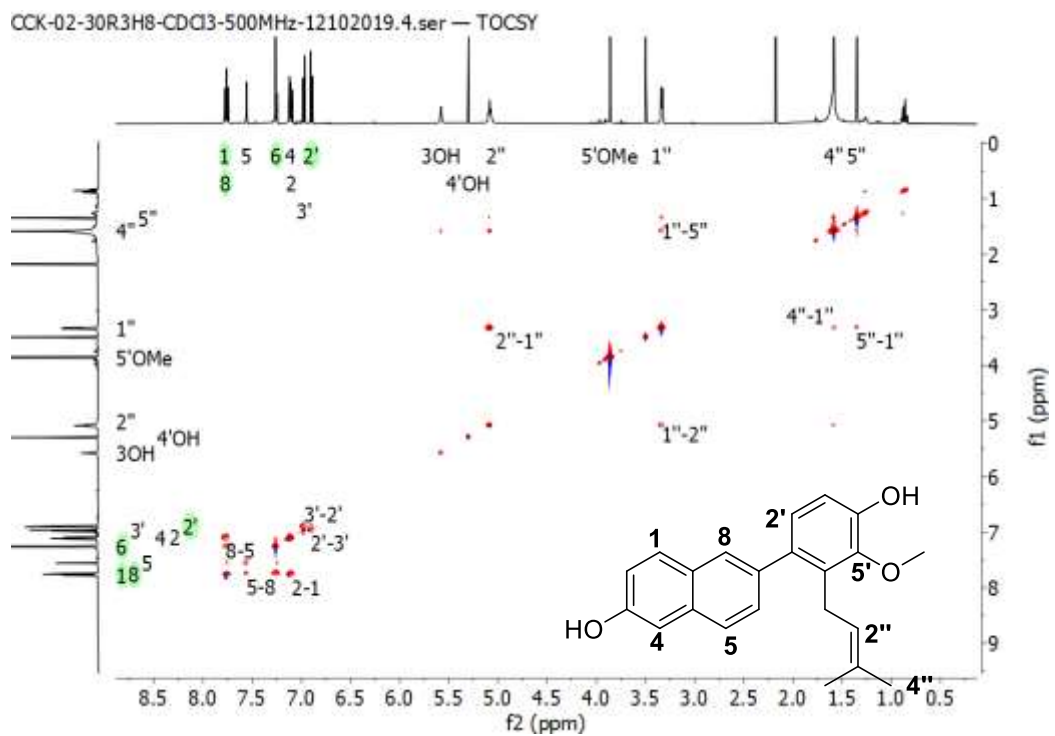 CCK-02-30R3H8-CDCl3-500MHz-12102019.4.ser — TOCSY
1 5 6 4 2' 3OH 2" 5'OMe 1" 4" 5"
8 2 4'OH
3'
0
1
2
3
4
5
6
7
8
9
f1 (ppm)
4" 5"
1"
5'OMe
2"
4'OH
3OH
3' 4 2 2'
6
5
18
1"-5"
4"-1"
2"-1"
5"-1"
1"-2"
3'-2'
8-5
2'-3'
5-8
2-1
OH
2'
1
8
5'
O
HO
4
5
2"
4"
8.5 8.0 7.5 7.0 6.5 6.0 5.5 5.0 4.5 4.0 3.5 3.0 2.5 2.0 1.5 1.0 0.5
f2 (ppm)